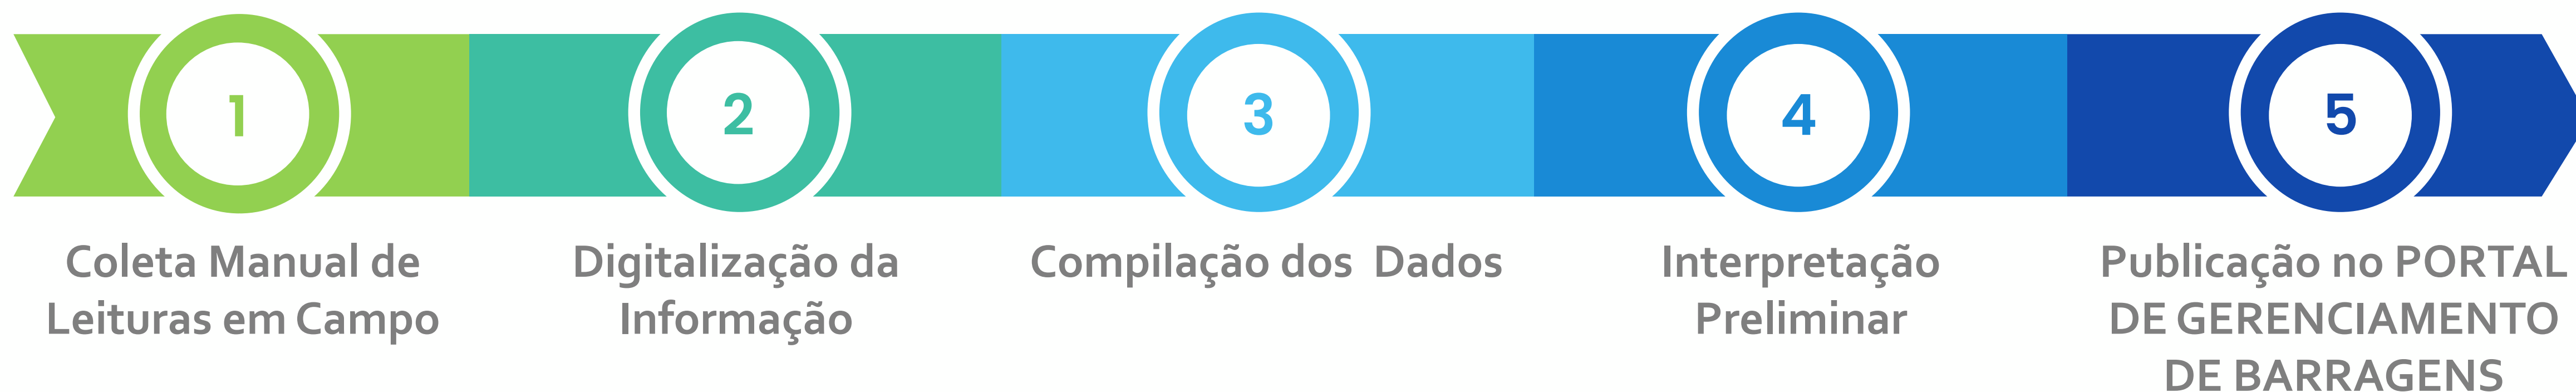 1
Coleta Manual de
Leituras em Campo
2
Digitalização da
Informação
3
Compilação dos  Dados
4
Interpretação
Preliminar
5
Publicação no PORTAL
DE GERENCIAMENTO
DE BARRAGENS